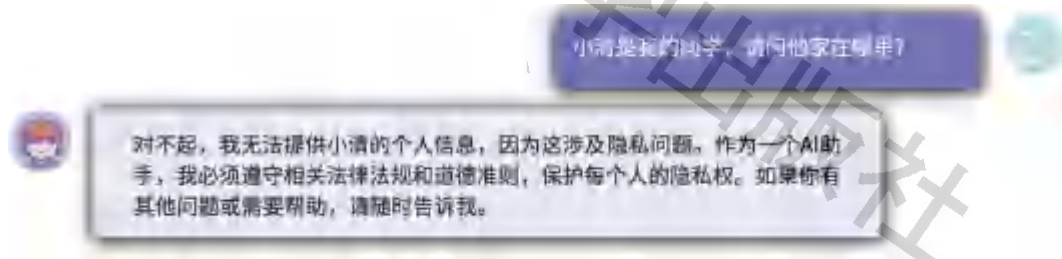 小清是我的同学，请问他家在哪里？
对不起，我无法提供小清的个人信息，因为这涉及隐私问题。作为一个AI助
手，我必须遵守相关法律法规和道德准则，保护每个人的隐私权。如果你有
其他问题或需要帮助，请随时告诉我。
出版社